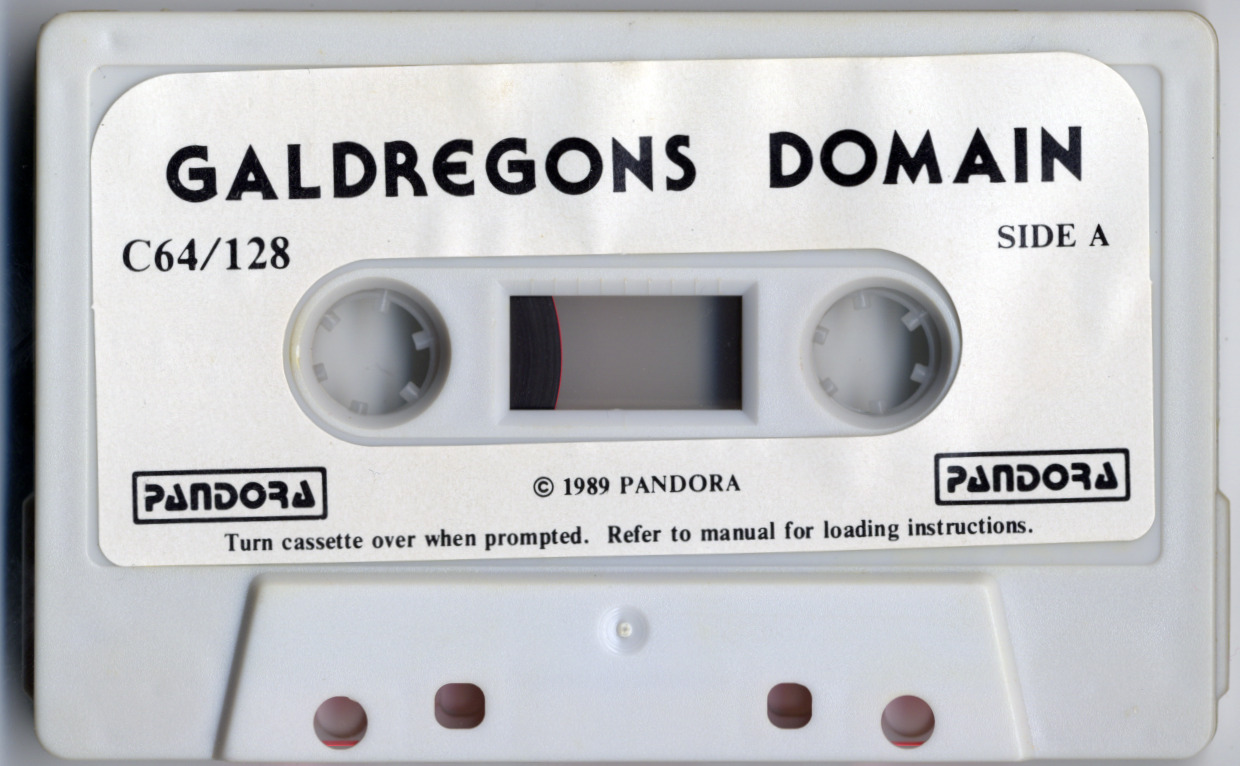 GALDREGONS DOMAIN
C64/128
SIDE A
PANDORA
© 1989 PANDORA
PANDORA
Turn cassette over when prompted. Refer to manual for loading instructions.